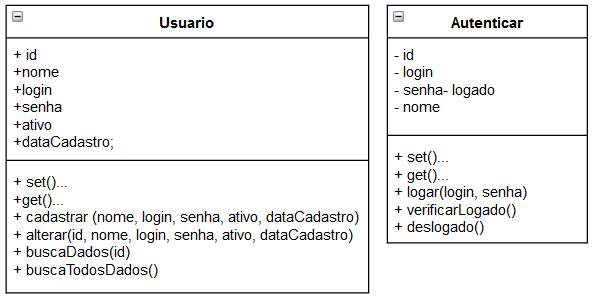 Usuario
+ id
+nome
+login
+senha
+ativo
+dataCadastro;
+ set()...
+get()...
+ cadastrar (nome, login, senha, ativo, dataCadastro)
+ alterar(id, nome, login, senha, ativo, dataCadastro)
+ buscaDados(id)
+ buscaTodosDados()
Autenticar
- id
- login
- senha- logado
- nome
+ set()...
+ get()...
+ logar(login, senha)
+ verificarLogado()
+ deslogado()